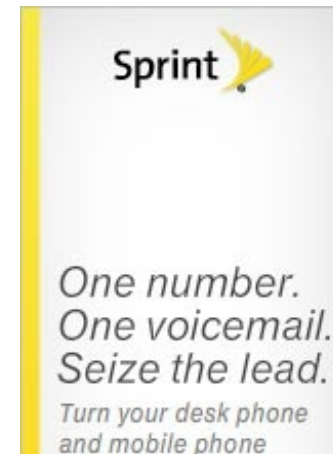 Sprint
One number.
One voicemail.
Seize the lead.
Turn your desk phone
and mobile phone